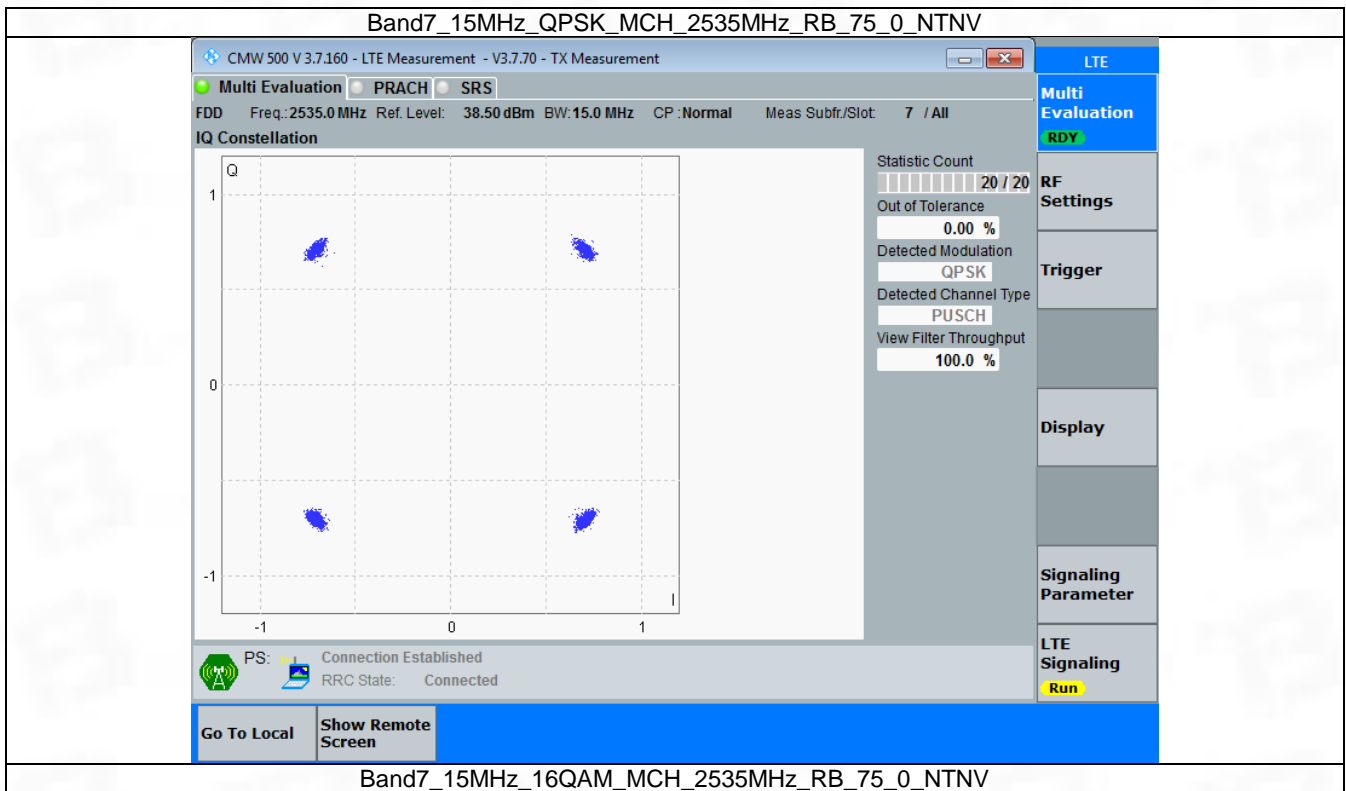 Band7_15MHz_QPSK_MCH_2535MHz_RB_75_0_NTNV
CMW 500 V 3.7.160 - LTE Measurement - V3.7.70 - TX Measurement
LTE
Multi Evaluation PRACH SRS
FDD Freq.:2535.0 MHz Ref. Level: 38.50 dBm BW:15.0 MHz CP :Normal Meas Subfr./Slot: 7 / All
IQ Constellation
Q
1
0
-1
I
-1 0 1
Statistic Count
20 / 20
Out of Tolerance
0.00 %
Detected Modulation
QPSK
Detected Channel Type
PUSCH
View Filter Throughput
100.0 %
Multi
Evaluation
RDY
RF
Settings
Trigger
Display
Signaling
Parameter
LTE
Signaling
Run
PS: Connection Established
RRC State: Connected
Go To Local
Show Remote
Screen
Band7_15MHz_16QAM_MCH_2535MHz_RB_75_0_NTNV